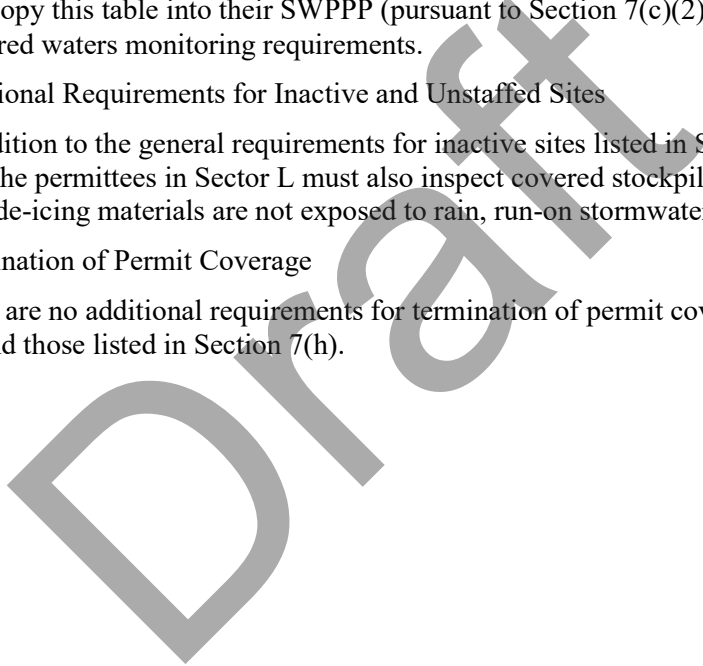 opy this table into their SWPPP (pursuant to Section 7(c)(2)
red waters monitoring requirements.
ional Requirements for Inactive and Unstaffed Sites
dition to the general requirements for inactive sites listed in S
he permittees in Sector L must also inspect covered stockpil
de-icing materials are not exposed to rain, run-on stormwate
nation of Permit Coverage
are no additional requirements for termination of permit cov
d those listed in Section 7(h).
Draft